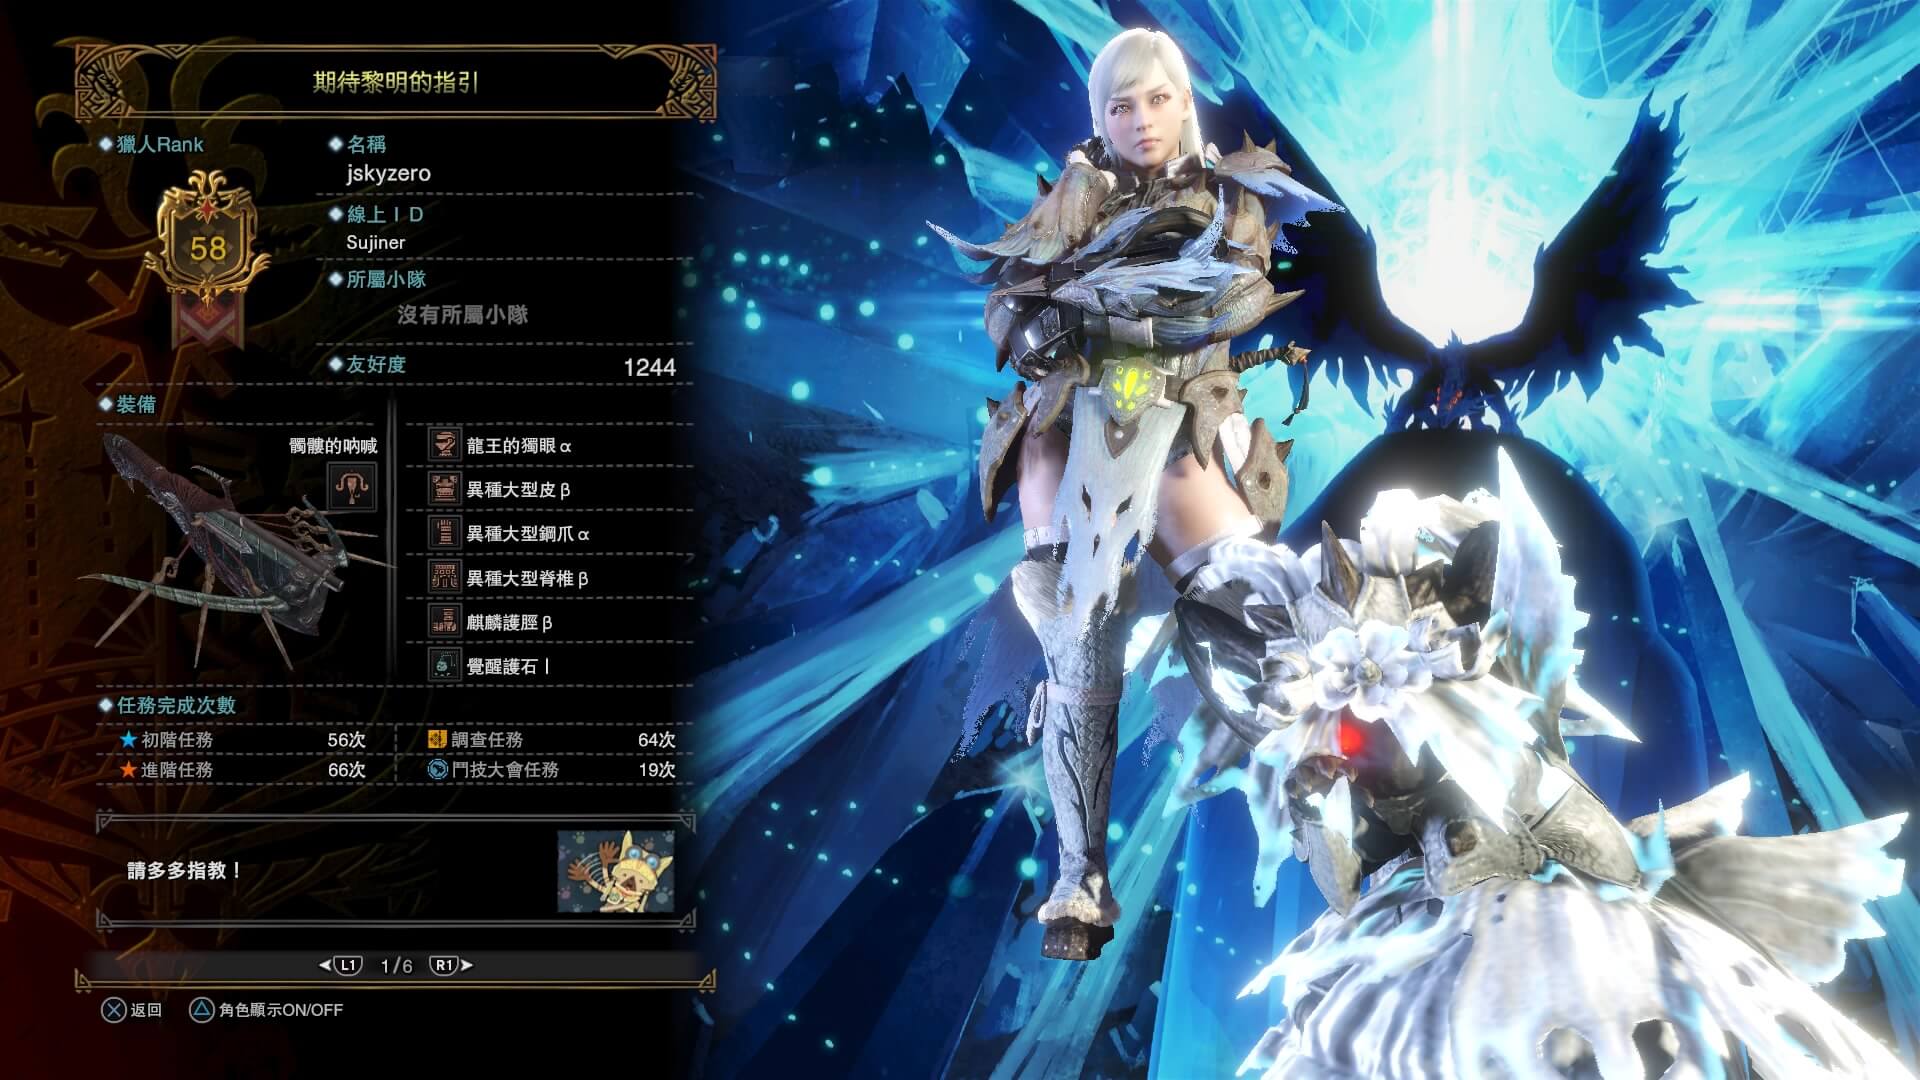 期待黎明的指引
獵人Rank
58
名稱
jskyzero
線上ＩＤ
Sujiner
所屬小隊
沒有所屬小隊
友好度 1244
裝備
髑髏的吶喊
龍王的獨眼α
異種大型皮β
異種大型鋼爪α
異種大型脊椎β
麒麟護脛β
覺醒護石Ⅰ
任務完成次數
初階任務 56次
調查任務 64次
進階任務 66次
鬥技大會任務 19次
請多多指教！
L1 1/6 R1
返回 角色顯示ON/OFF